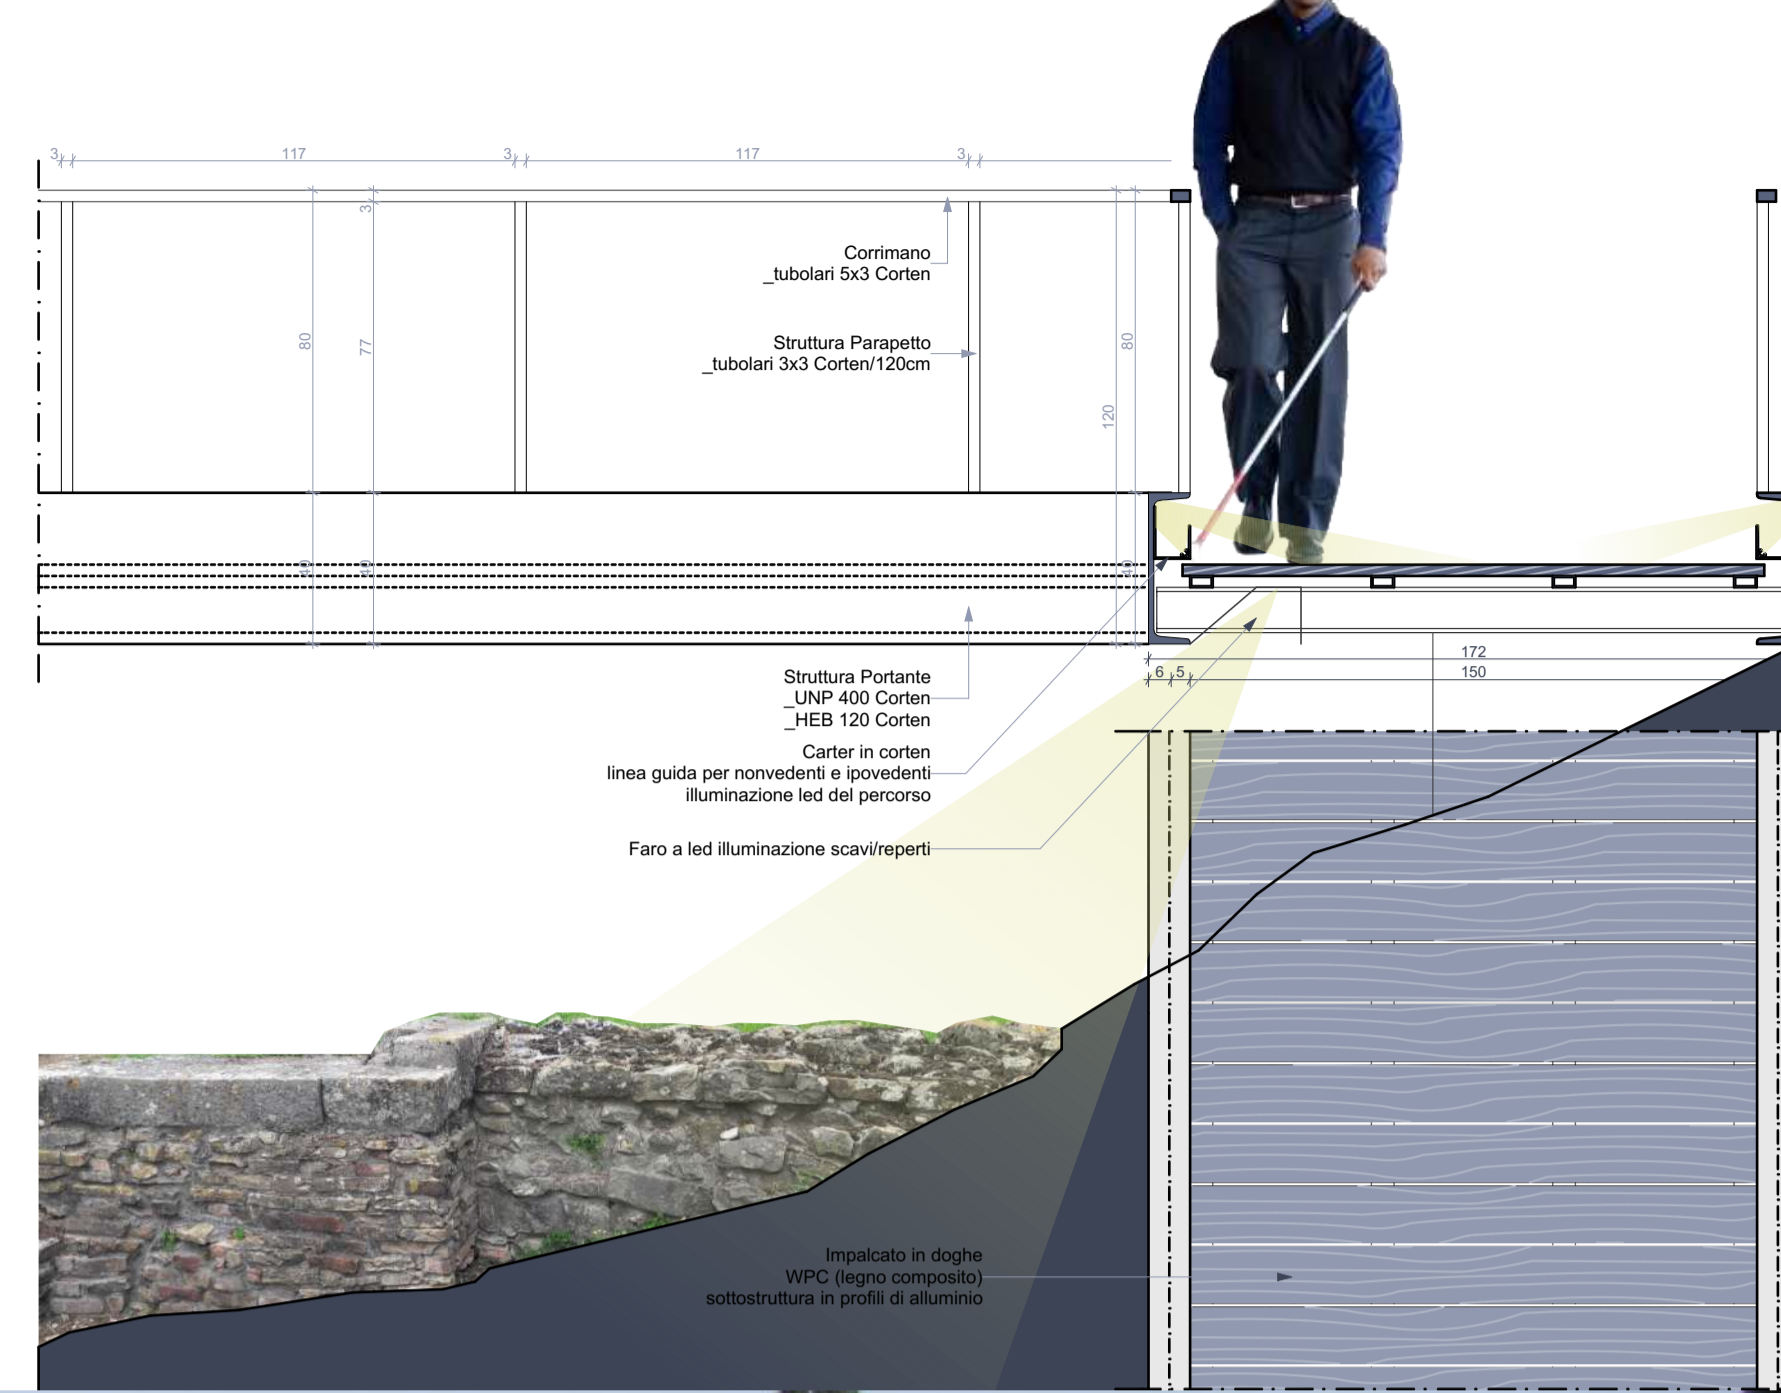 3 117 3 117 3
3
80
77
80
120
40
40
40
Corrimano
_tubolari 5x3 Corten
Struttura Parapetto
_tubolari 3x3 Corten/120cm
172
6 5 150
Struttura Portante
_UNP 400 Corten
_HEB 120 Corten
Carter in corten
linea guida per nonvedenti e ipovedenti
illuminazione led del percorso
Faro a led illuminazione scavi/reperti
Impalcato in doghe
WPC (legno composito)
sottostruttura in profili di alluminio